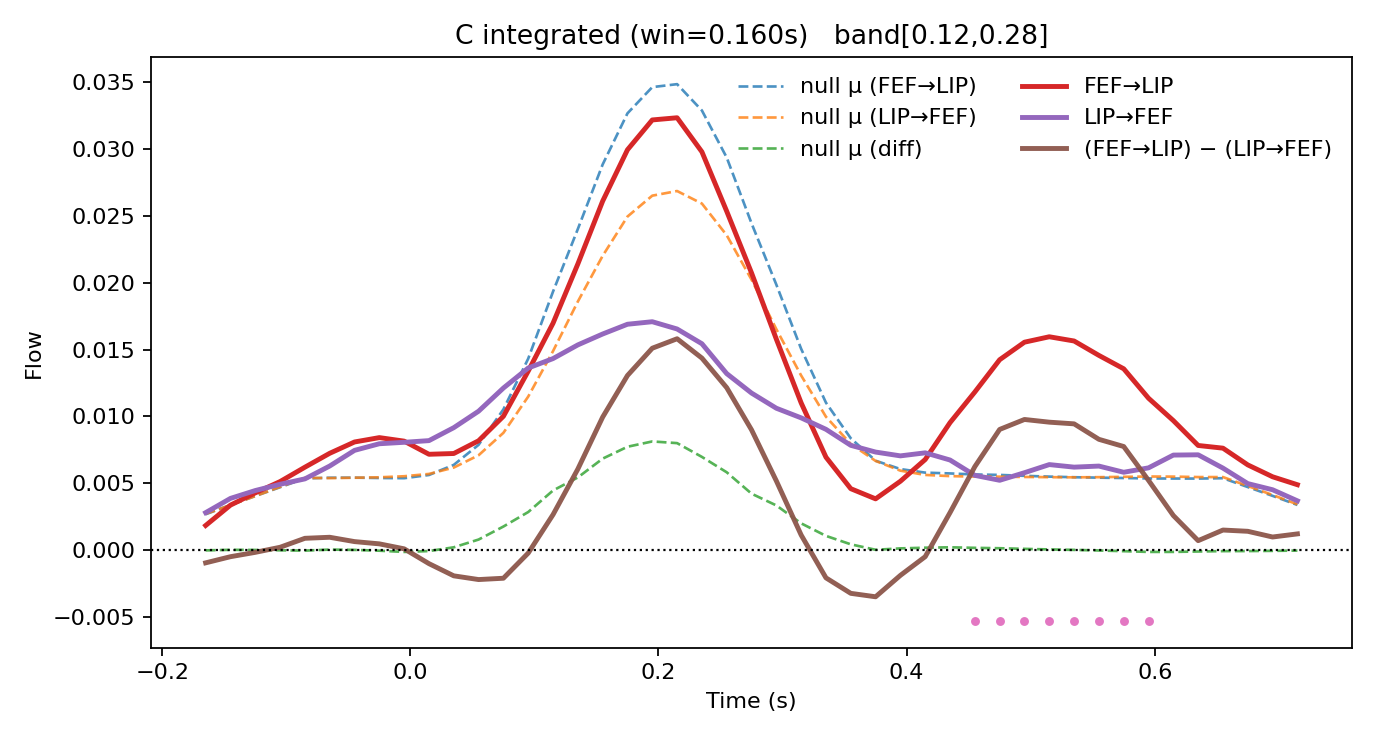 C integrated (win=0.160s)   band[0.12,0.28]
0.035
0.030
0.025
0.020
0.015
0.010
0.005
0.000
−0.005
Flow
null μ (FEF→LIP)
null μ (LIP→FEF)
null μ (diff)
FEF→LIP
LIP→FEF
(FEF→LIP) − (LIP→FEF)
−0.2
0.0
0.2
0.4
0.6
Time (s)